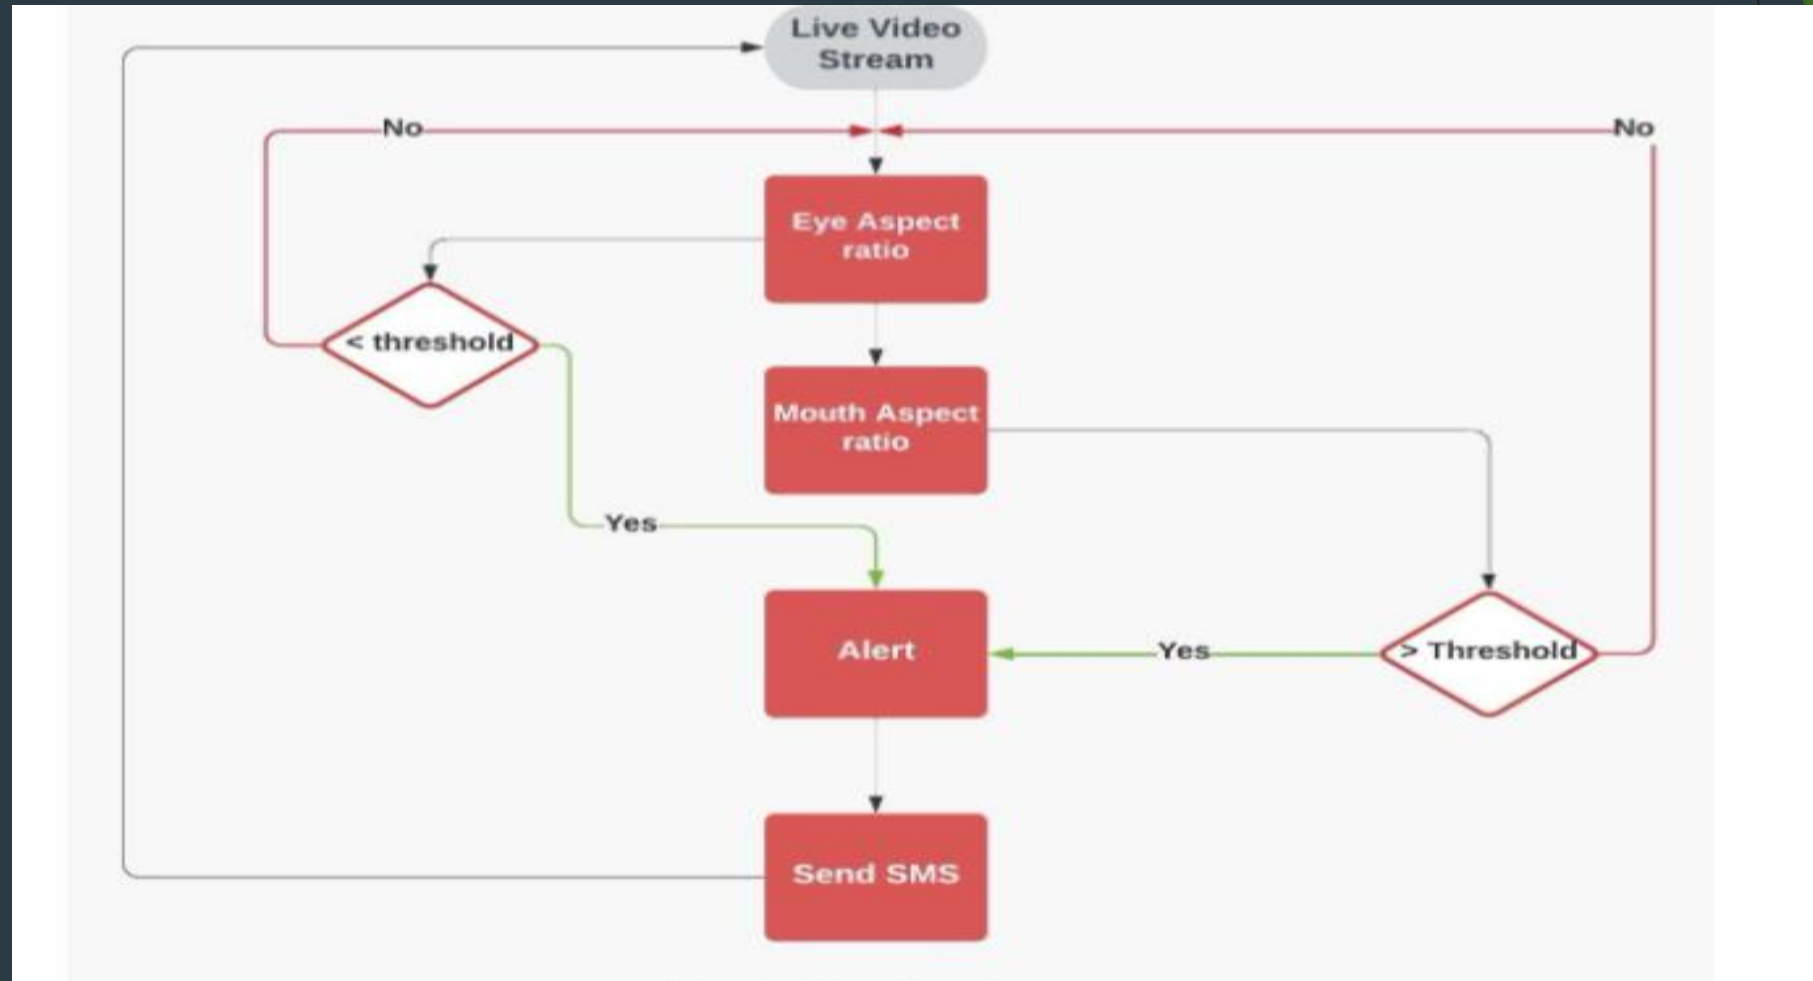 Live Video
Stream
No
No
Eye Aspect
ratio
< threshold
Mouth Aspect
ratio
Yes
Alert
Yes
> Threshold
Send SMS